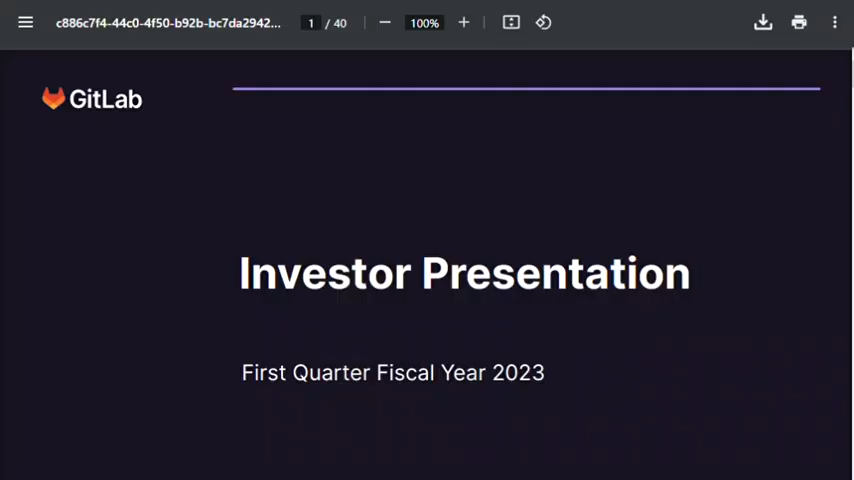 c886c7f4-44c0-4f50-b92b-bc7da2942... 1 / 40 100%
GitLab
Investor Presentation
First Quarter Fiscal Year 2023